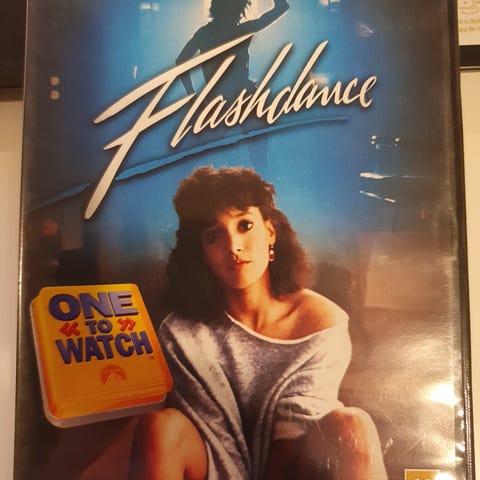 Flashdance
ONE
« TO »
WATCH